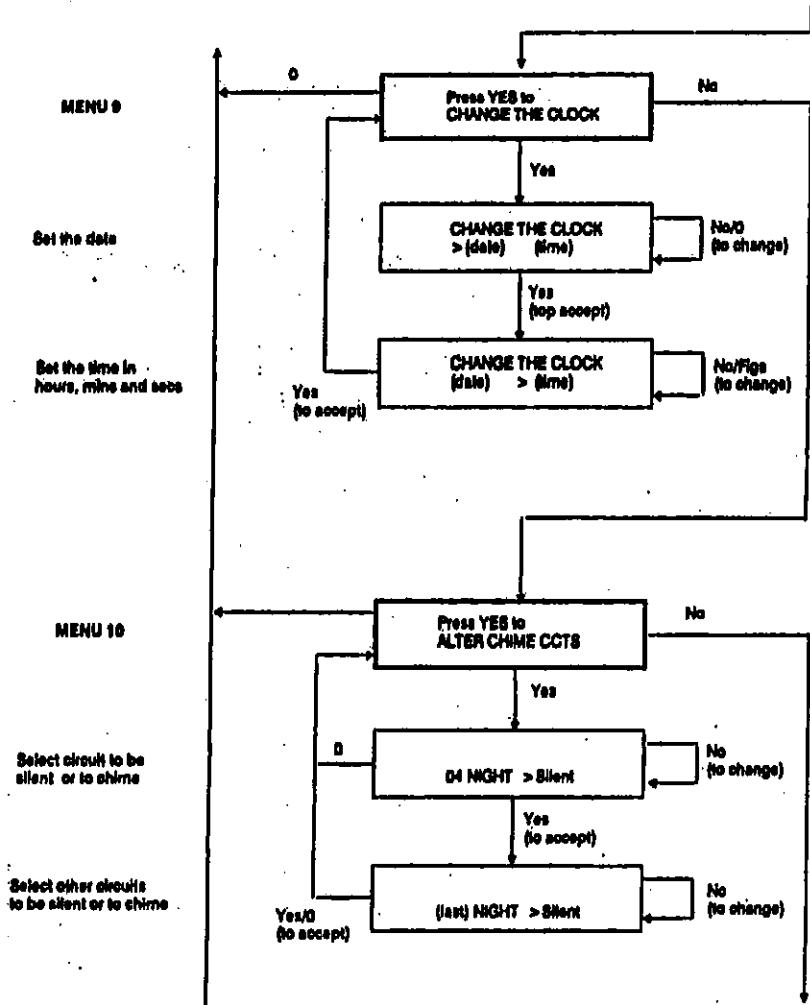 0
No
MENU 9
Press YES to
CHANGE THE CLOCK
Yes
Set the date
CHANGE THE CLOCK
> (date) (time)
No/0
(to change)
Yes
(top accept)
Set the time in
hours, mins and secs
CHANGE THE CLOCK
(date) > (time)
No/Figs
(to change)
Yes
(to accept)
MENU 10
Press YES to
ALTER CHIME CCTS
No
Yes
Select circuit to be
silent or to chime
0
04 NIGHT > Silent
No
(to change)
Yes
(to accept)
Select other circuits
to be silent or to chime
Yes/0
(to accept)
(last) NIGHT > Silent
No
(to change)